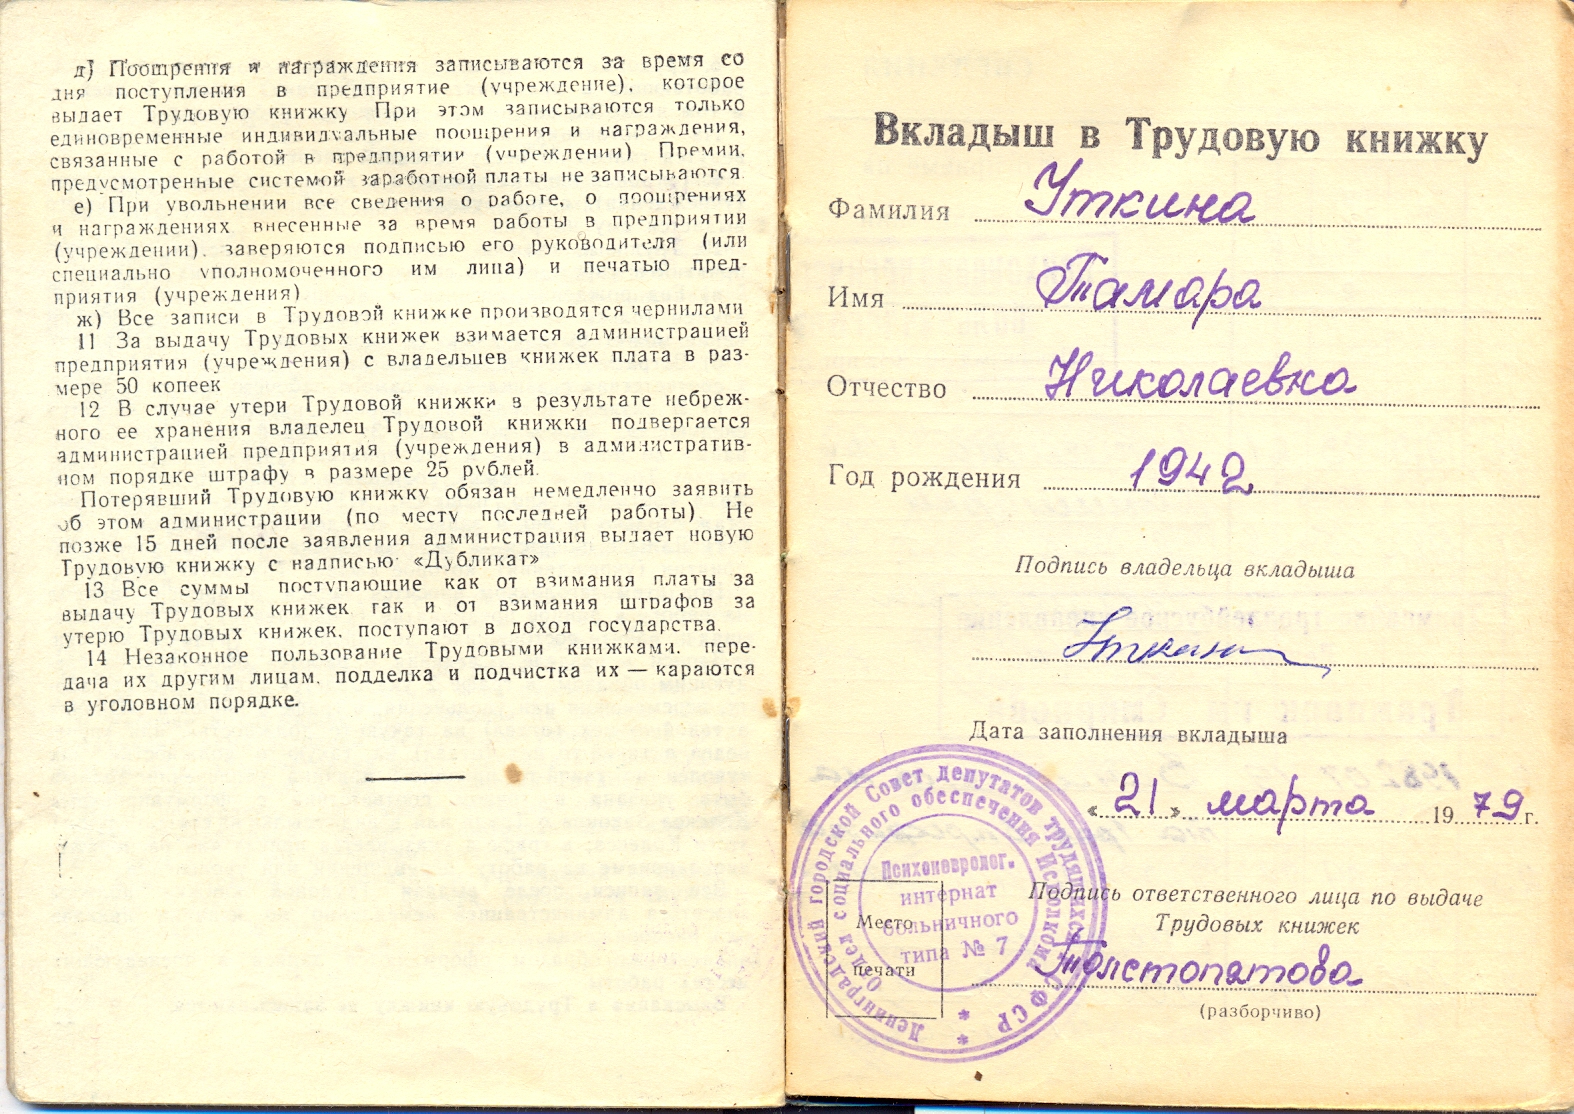 д) Поощрения и награждения записываются за время со
дня поступления в предприятие (учреждение), которое
выдает Трудовую книжку При этом записываются только
единовременные индивидуальные поощрения и награждения,
связанные с работой в предприятии (учреждении) Премии,
предусмотренные системой заработной платы не записываются.
е) При увольнении все сведения о работе, о поощрениях
и награждениях внесенные за время работы в предприятии
(учреждении), заверяются подписью его руководителя (или
специально уполномоченного им лица) и печатью пред-
приятия (учреждения)
ж) Все записи в Трудовой книжке производятся чернилами
11 За выдачу Трудовых книжек взимается администрацией
предприятия (учреждения) с владельцев книжек плата в раз-
мере 50 копеек
12 В случае утери Трудовой книжки в результате небреж-
ного ее хранения владелец Трудовой книжки подвергается
администрацией предприятия (учреждения) в административ-
ном порядке штрафу в размере 25 рублей.
Потерявший Трудовую книжку обязан немедленно заявить
об этом администрации (по месту последней работы). Не
позже 15 дней после заявления администрация выдает новую
Трудовую книжку с надписью «Дубликат»
13 Все суммы поступающие как от взимания платы за
выдачу Трудовых книжек так и от взимания штрафов за
утерю Трудовых книжек, поступают в доход государства.
14 Незаконное пользование Трудовыми книжками, пере-
дача их другим лицам, подделка и подчистка их — караются
в уголовном порядке.
Вкладыш в Трудовую книжку
Фамилия Уткина
Имя Тамара
Отчество Николаевна
Год рождения 1942
Подпись владельца вкладыша
Уткина
Дата заполнения вкладыша
«21» марта 1979 г.
Подпись ответственного лица по выдаче
Трудовых книжек
Толстопятова
(разборчиво)
Место
печати
Ленинградский городской Совет депутатов трудящихся РСФСР
Отдел социального обеспечения Исполкома
Психоневролог.
интернат
больничного
типа № 7